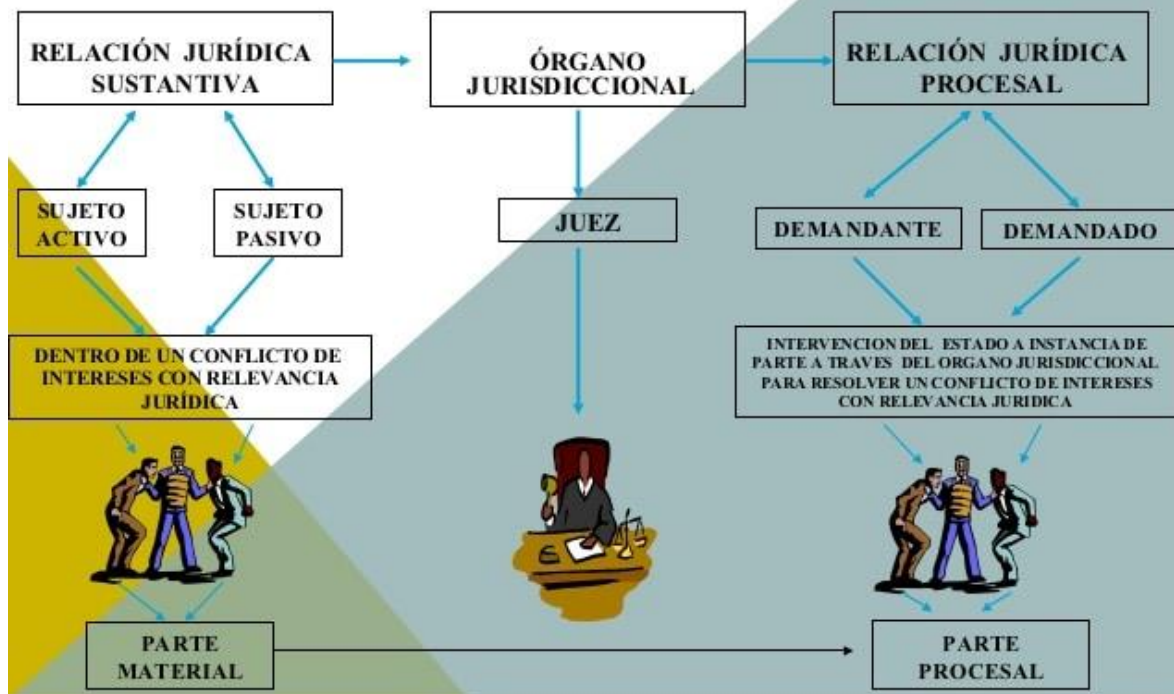 RELACIÓN JURÍDICA
SUSTANTIVA
ÓRGANO
JURISDICCIONAL
RELACIÓN JURÍDICA
PROCESAL
SUJETO
ACTIVO
SUJETO
PASIVO
JUEZ
DEMANDANTE
DEMANDADO
DENTRO DE UN CONFLICTO DE
INTERESES CON RELEVANCIA
JURÍDICA
INTERVENCION DEL ESTADO A INSTANCIA DE
PARTE A TRAVES DEL ORGANO JURISDICCIONAL
PARA RESOLVER UN CONFLICTO DE INTERESES
CON RELEVANCIA JURIDICA
PARTE
MATERIAL
PARTE
PROCESAL